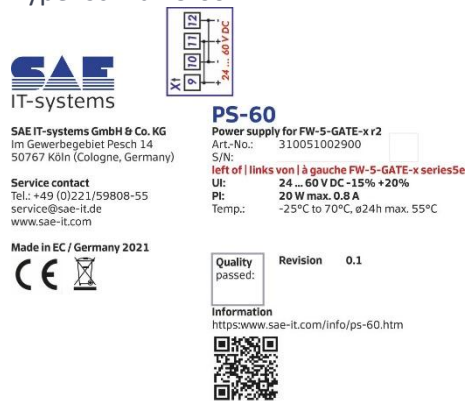 12
11
10
9
X1
-
+
-
+
24 ... 60 V DC
SAE
IT-systems
SAE IT-systems GmbH & Co. KG
Im Gewerbegebiet Pesch 14
50767 Köln (Cologne, Germany)
Service contact
Tel.: +49 (0)221/59808-55
service@sae-it.de
www.sae-it.com
Made in EC / Germany 2021
CE
PS-60
Power supply for FW-5-GATE-x r2
Art.-No.: 310051002900
S/N:
left of | links von | à gauche FW-5-GATE-x series5e
UI: 24 ... 60 V DC -15% +20%
PI: 20 W max. 0.8 A
Temp.: -25°C to 70°C, ø24h max. 55°C
Quality
passed:
Revision 0.1
Information
https:www.sae-it.com/info/ps-60.htm